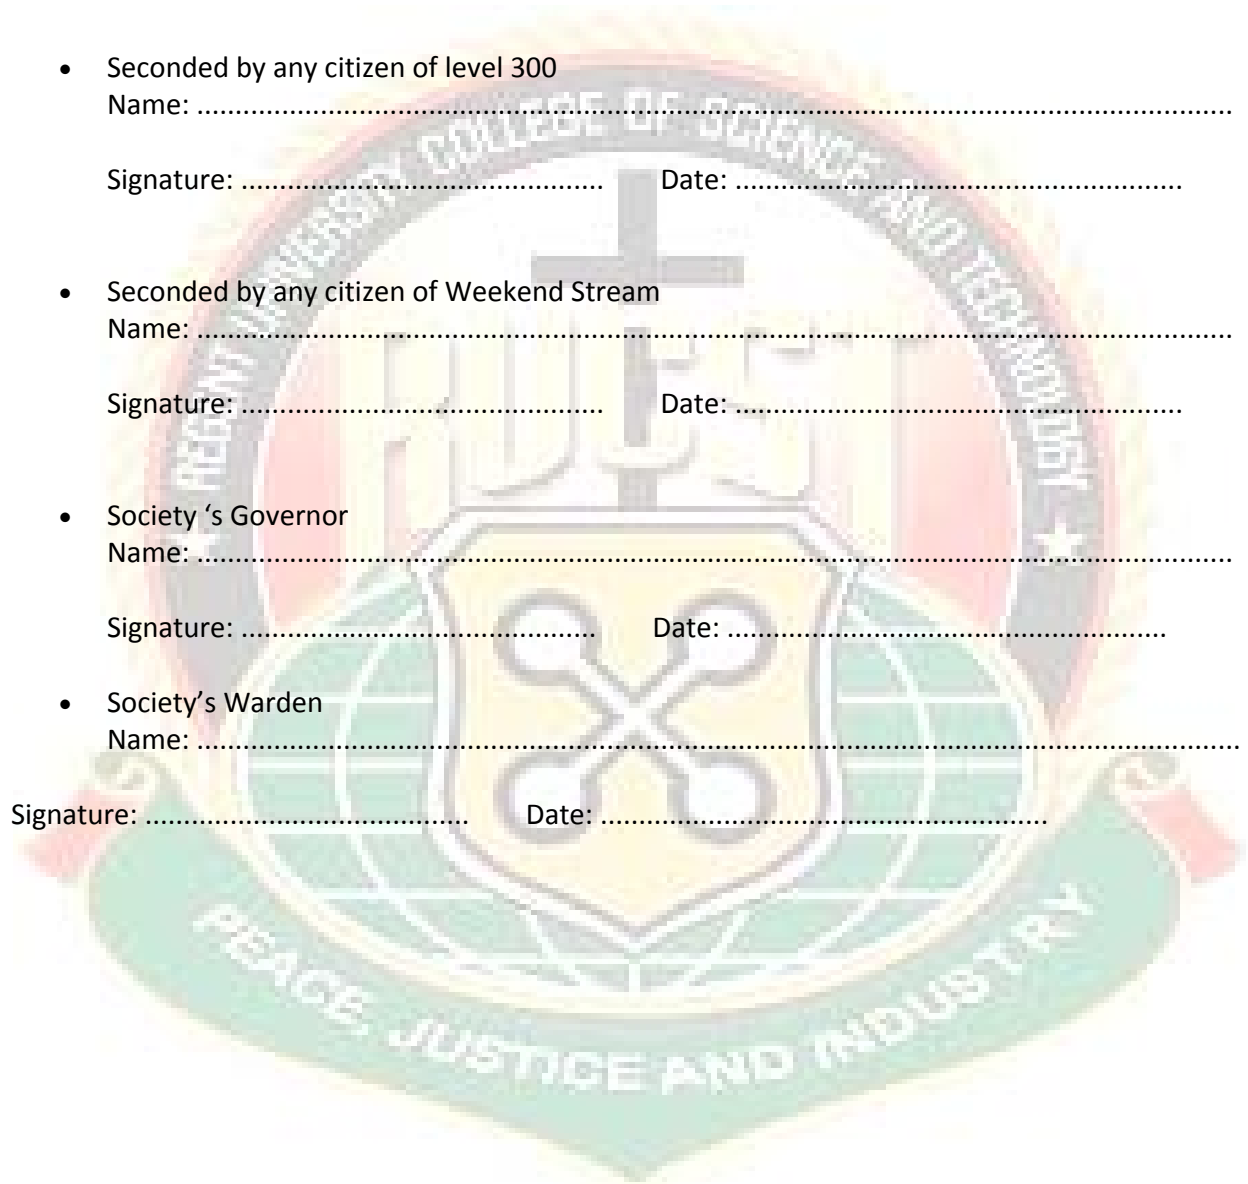 • Seconded by any citizen of level 300
Name: ........................................................................................................................................
Signature: ............................................... Date: ..........................................................
• Seconded by any citizen of Weekend Stream
Name: ........................................................................................................................................
Signature: ............................................... Date: ..........................................................
• Society ‘s Governor
Name: ........................................................................................................................................
Signature: .............................................. Date: .........................................................
• Society’s Warden
Name: .........................................................................................................................................
Signature: .......................................... Date: ..........................................................
REGENT UNIVERSITY COLLEGE OF SCIENCE AND TECHNOLOGY
RUCST
PEACE, JUSTICE AND INDUSTRY